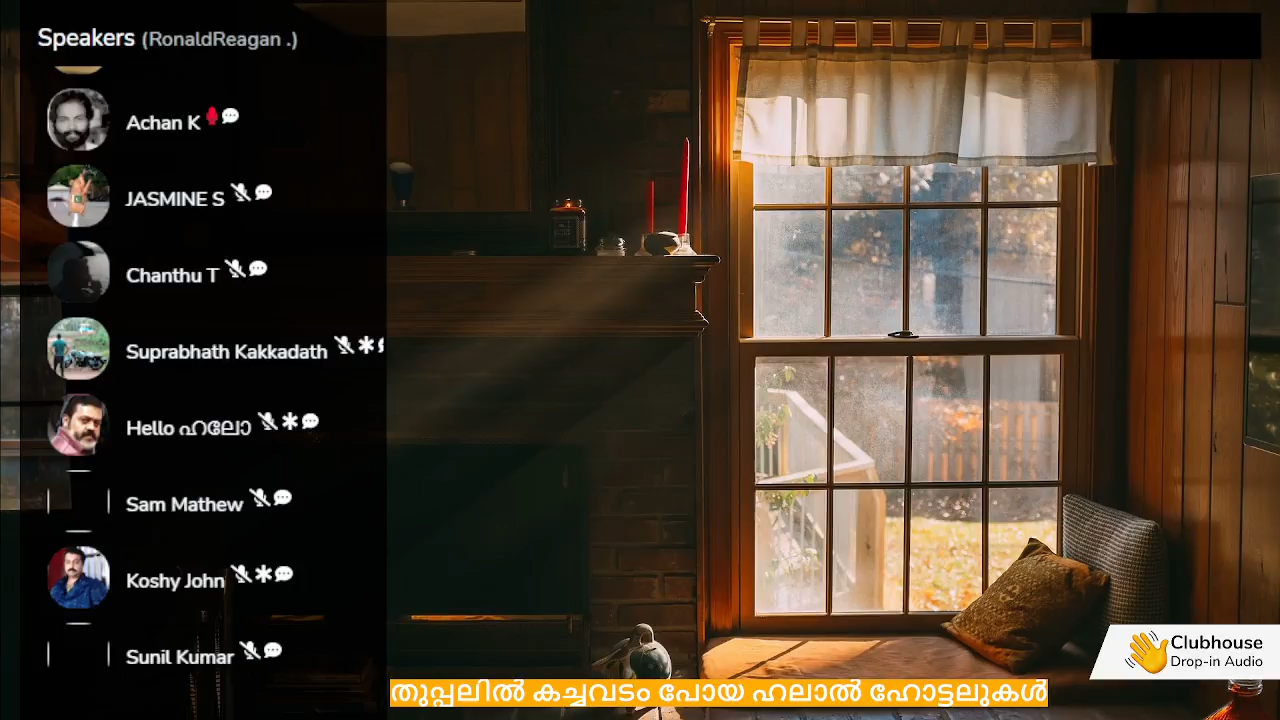 Speakers (RonaldReagan .)
Achan K
JASMINE S
Chanthu T
Suprabhath Kakkadath
Hello ഹലോ
Sam Mathew
Koshy John
Sunil Kumar
Clubhouse
Drop-in Audio
തുപ്പലിൽ കച്ചവടം പോയ ഹലാൽ ഹോട്ടലുകൾ